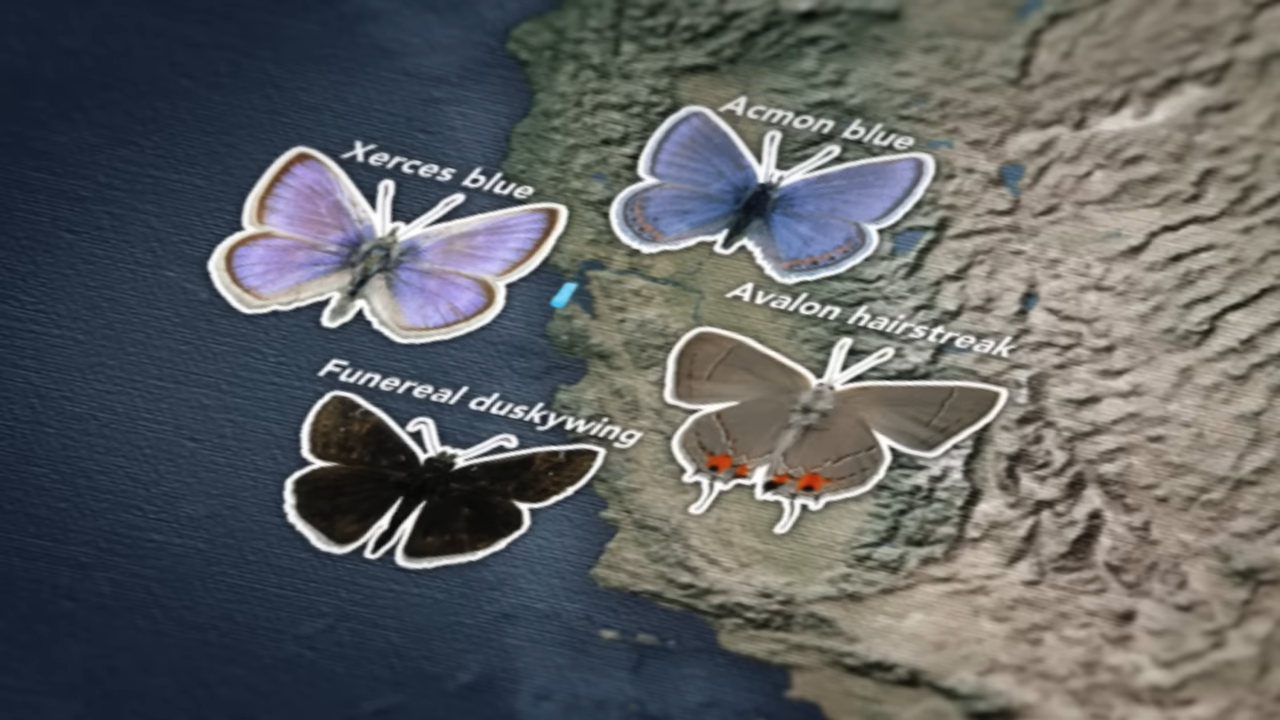 Acmon blue
Xerces blue
Avalon hairstreak
Funereal duskywing